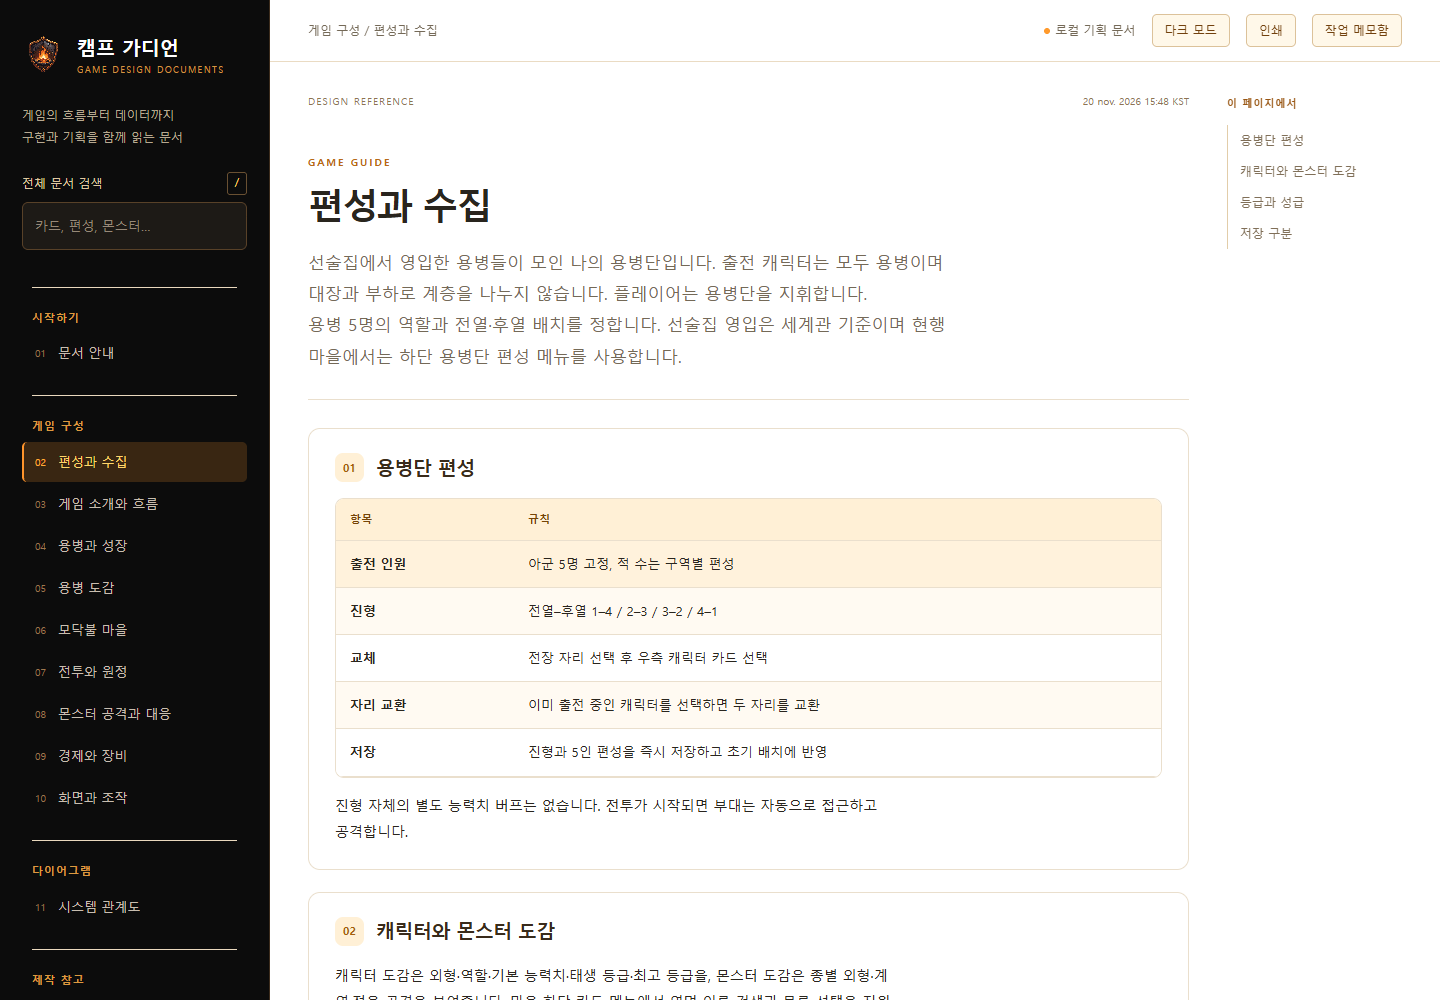 캠프 가디언
GAME DESIGN DOCUMENTS
게임의 흐름부터 데이터까지
구현과 기획을 함께 읽는 문서
전체 문서 검색
/
카드, 편성, 몬스터...
시작하기
01 문서 안내
게임 구성
02 편성과 수집
03 게임 소개와 흐름
04 용병과 성장
05 용병 도감
06 모닥불 마을
07 전투와 원정
08 몬스터 공격과 대응
09 경제와 장비
10 화면과 조작
다이어그램
11 시스템 관계도
제작 참고
게임 구성 / 편성과 수집
로컬 기획 문서
다크 모드
인쇄
작업 메모함
DESIGN REFERENCE
20 nov. 2026 15:48 KST
GAME GUIDE
편성과 수집
선술집에서 영입한 용병들이 모인 나의 용병단입니다. 출전 캐릭터는 모두 용병이며
대장과 부하로 계층을 나누지 않습니다. 플레이어는 용병단을 지휘합니다.
용병 5명의 역할과 전열·후열 배치를 정합니다. 선술집 영입은 세계관 기준이며 현행
마을에서는 하단 용병단 편성 메뉴를 사용합니다.
01 용병단 편성
항목 규칙
출전 인원 아군 5명 고정, 적 수는 구역별 편성
진형 전열–후열 1–4 / 2–3 / 3–2 / 4–1
교체 전장 자리 선택 후 우측 캐릭터 카드 선택
자리 교환 이미 출전 중인 캐릭터를 선택하면 두 자리를 교환
저장 진형과 5인 편성을 즉시 저장하고 초기 배치에 반영
진형 자체의 별도 능력치 버프는 없습니다. 전투가 시작되면 부대는 자동으로 접근하고
공격합니다.
02 캐릭터와 몬스터 도감
캐릭터 도감은 외형·역할·기본 능력치·태생 등급·최고 등급을, 몬스터 도감은 종별 외형·계
이 페이지에서
용병단 편성
캐릭터와 몬스터 도감
등급과 성급
저장 구분